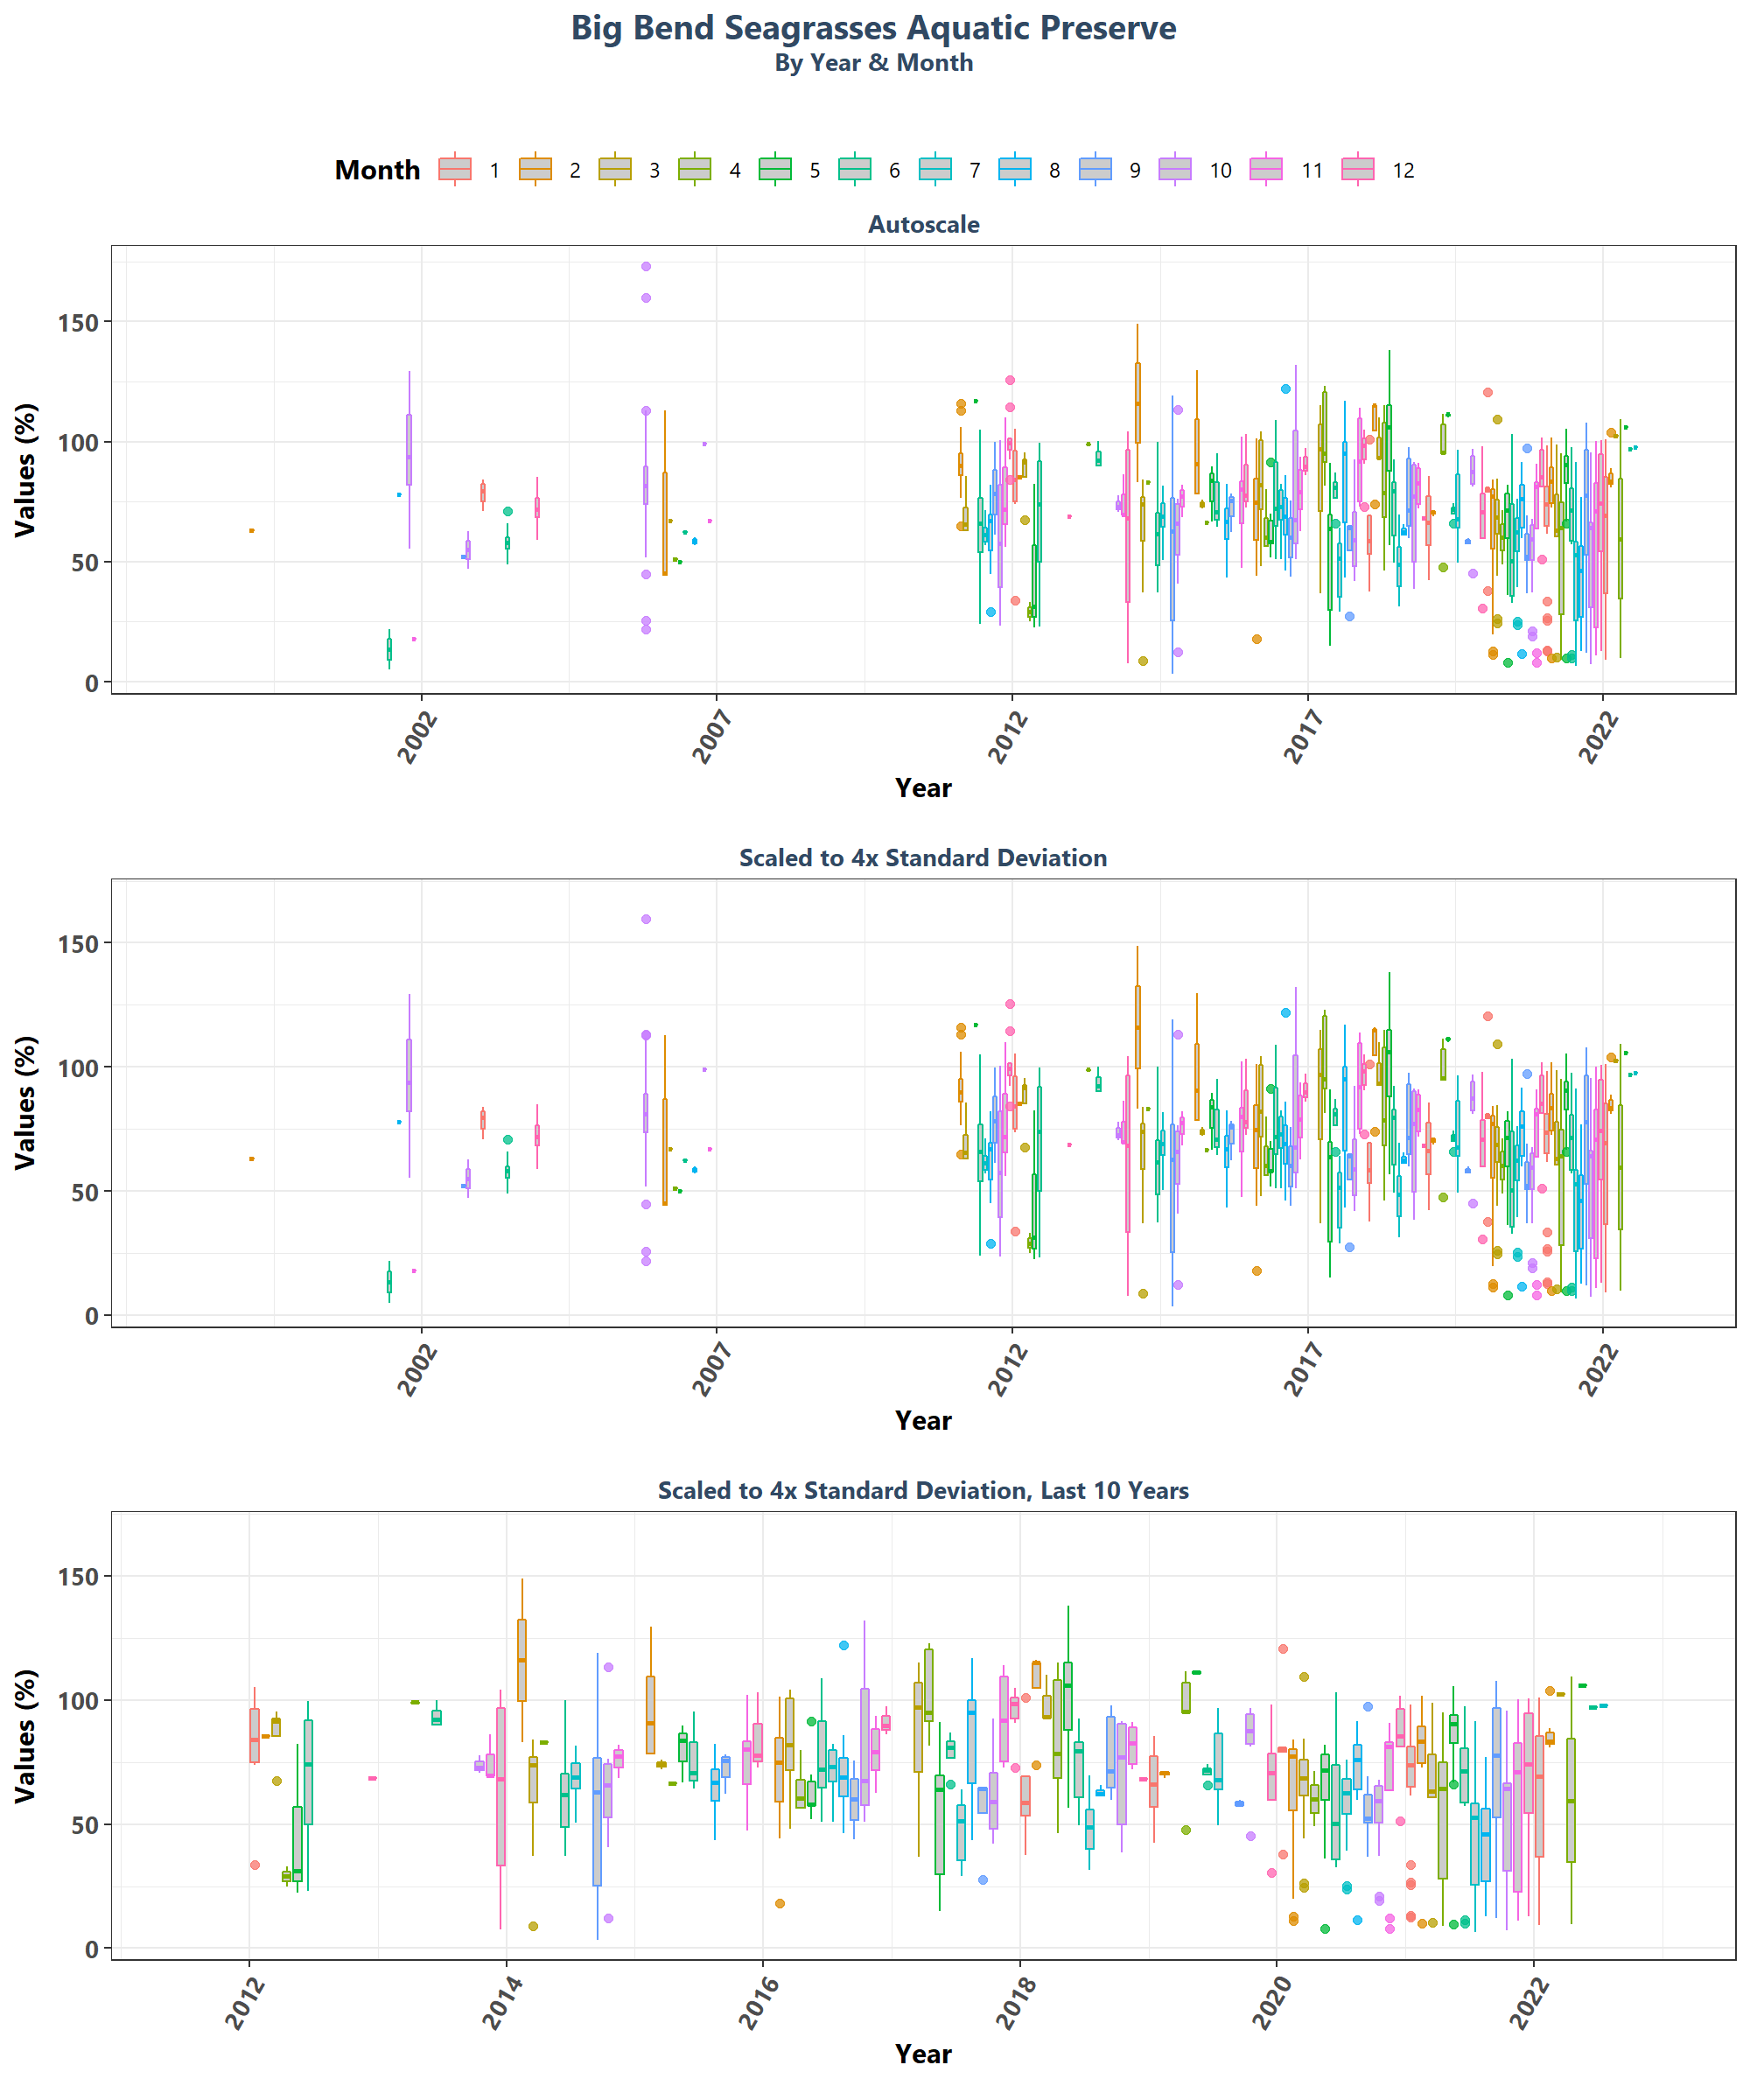 Big Bend Seagrasses Aquatic Preserve
By Year & Month
Month 1 2 3 4 5 6 7 8 9 10 11 12
Autoscale
Values (%)
150
100
50
0
2002 2007 2012 2017 2022
Year
Scaled to 4x Standard Deviation
Values (%)
150
100
50
0
2002 2007 2012 2017 2022
Year
Scaled to 4x Standard Deviation, Last 10 Years
Values (%)
150
100
50
0
2012 2014 2016 2018 2020 2022
Year